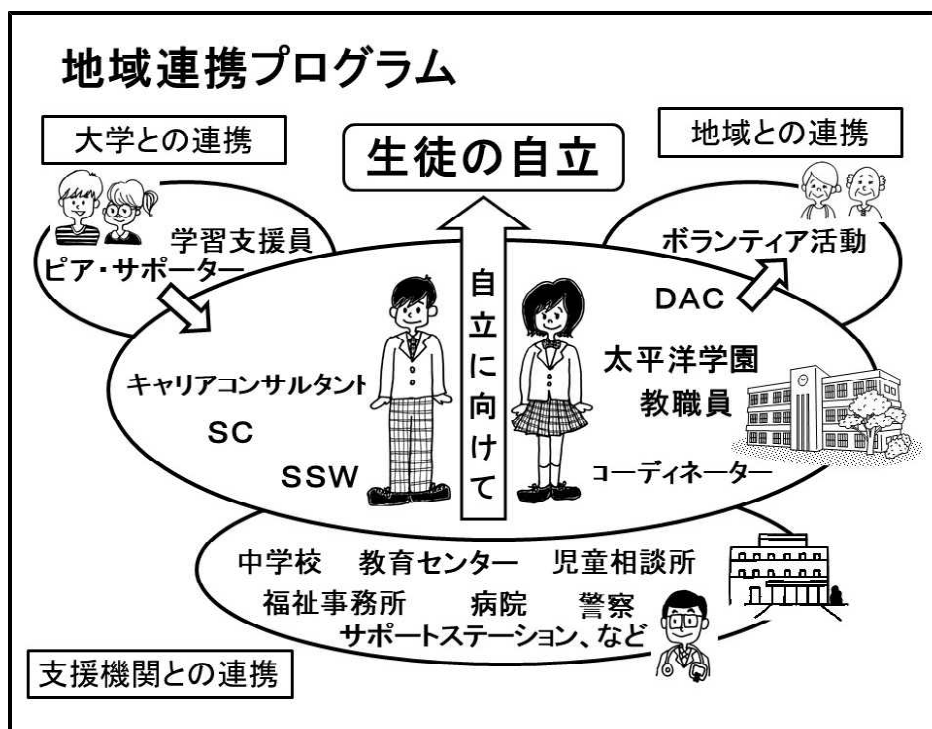 地域連携プログラム
大学との連携
生徒の自立
地域との連携
学習支援員
ピア・サポーター
ボランティア活動
自立に向けて
DAC
太平洋学園
教職員
キャリアコンサルタント
SC
SSW
コーディネーター
中学校 教育センター 児童相談所
福祉事務所 病院 警察
サポートステーション、など
支援機関との連携